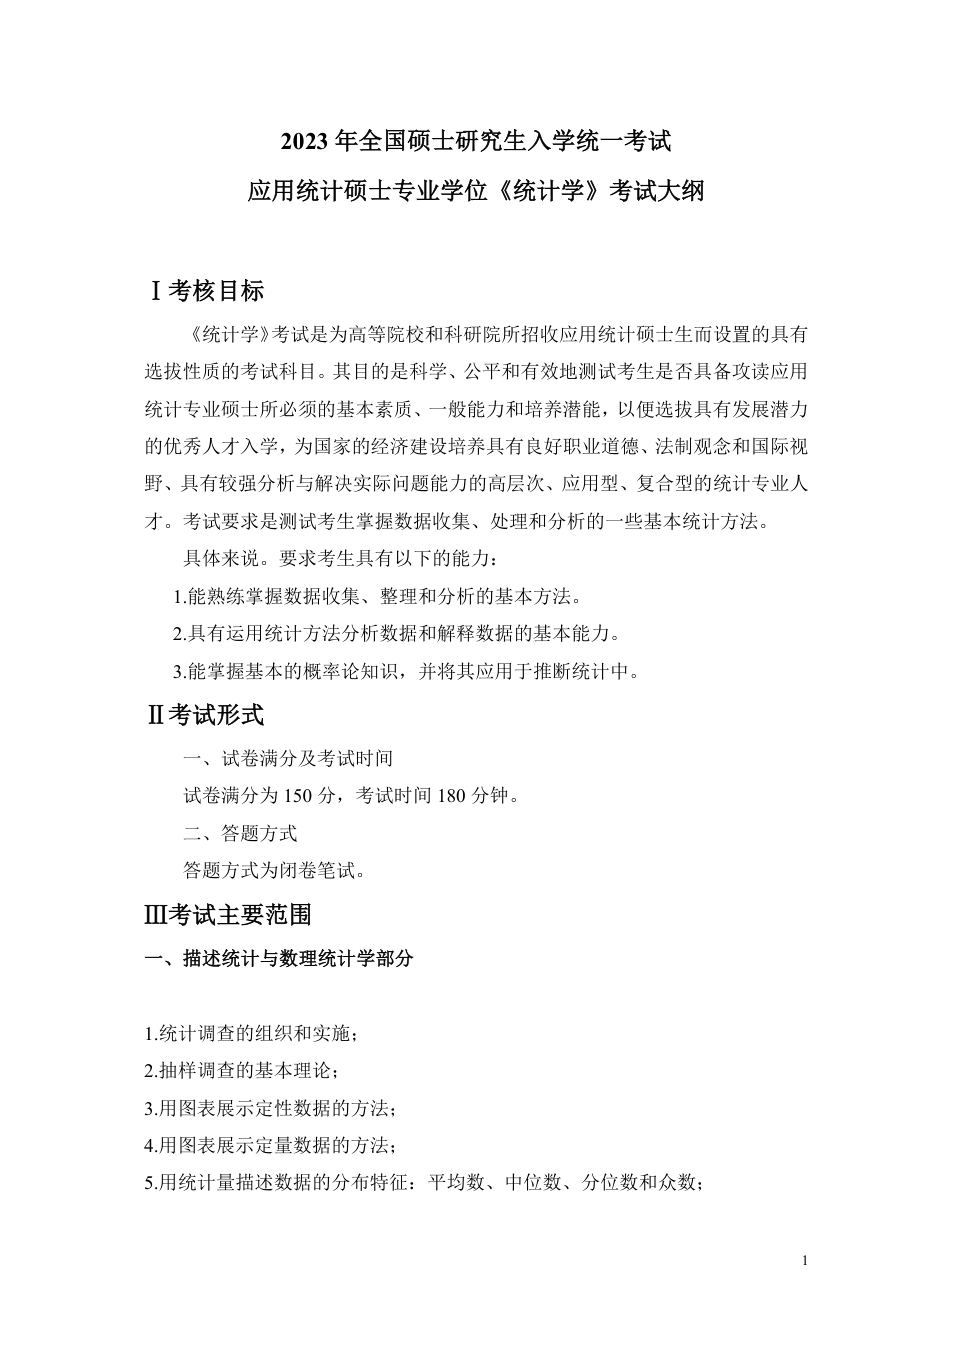 2023 年全国硕士研究生入学统一考试
应用统计硕士专业学位《统计学》考试大纲
Ⅰ考核目标
《统计学》考试是为高等院校和科研院所招收应用统计硕士生而设置的具有
选拔性质的考试科目。其目的是科学、公平和有效地测试考生是否具备攻读应用
统计专业硕士所必须的基本素质、一般能力和培养潜能，以便选拔具有发展潜力
的优秀人才入学，为国家的经济建设培养具有良好职业道德、法制观念和国际视
野、具有较强分析与解决实际问题能力的高层次、应用型、复合型的统计专业人
才。考试要求是测试考生掌握数据收集、处理和分析的一些基本统计方法。
具体来说。要求考生具有以下的能力：
1.能熟练掌握数据收集、整理和分析的基本方法。
2.具有运用统计方法分析数据和解释数据的基本能力。
3.能掌握基本的概率论知识，并将其应用于推断统计中。
Ⅱ考试形式
一、试卷满分及考试时间
试卷满分为 150 分，考试时间 180 分钟。
二、答题方式
答题方式为闭卷笔试。
Ⅲ考试主要范围
一、描述统计与数理统计学部分
1.统计调查的组织和实施；
2.抽样调查的基本理论；
3.用图表展示定性数据的方法；
4.用图表展示定量数据的方法；
5.用统计量描述数据的分布特征：平均数、中位数、分位数和众数；
1